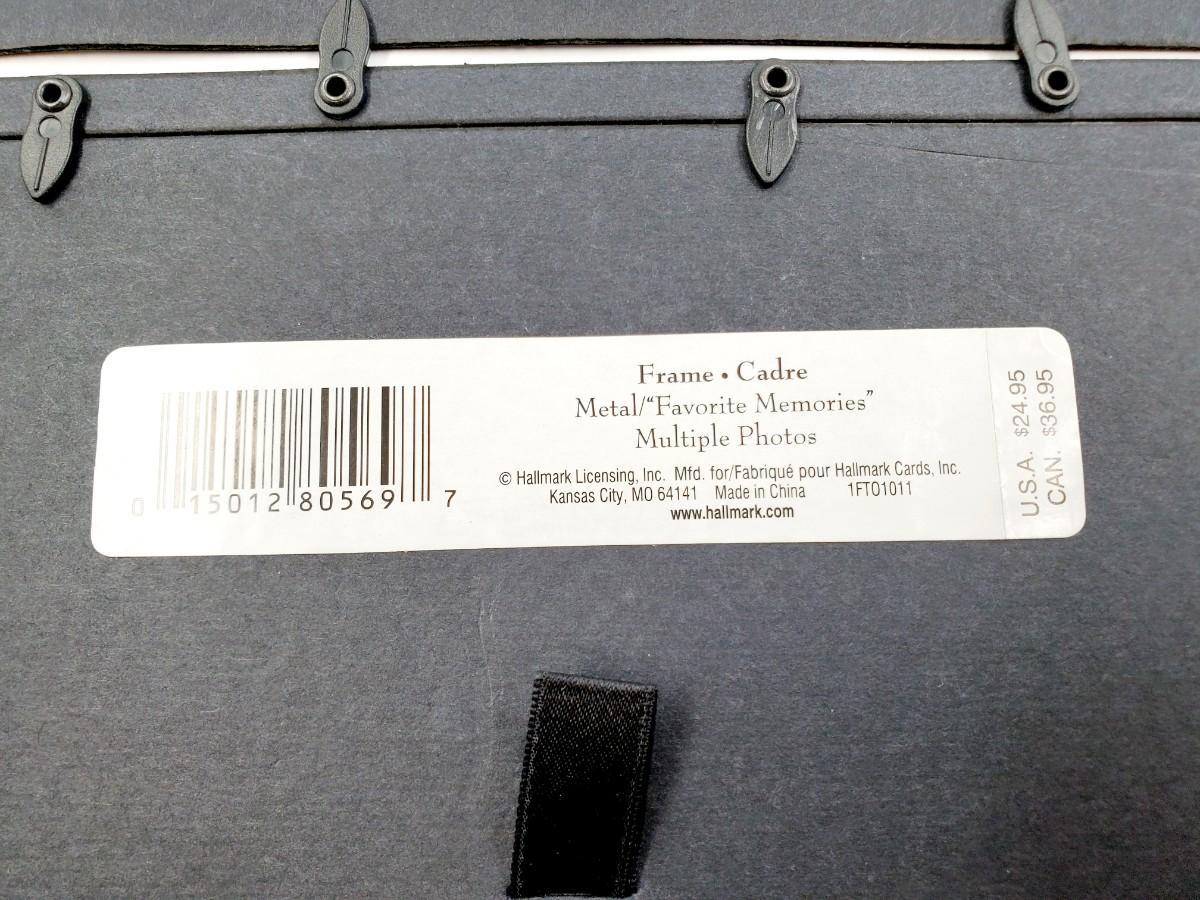 Frame • Cadre
Metal/“Favorite Memories”
Multiple Photos
© Hallmark Licensing, Inc. Mfd. for/Fabriqué pour Hallmark Cards, Inc.
Kansas City, MO 64141 Made in China 1FTO1011
www.hallmark.com
0 15012 80569 7
U.S.A. $24.95
CAN. $36.95